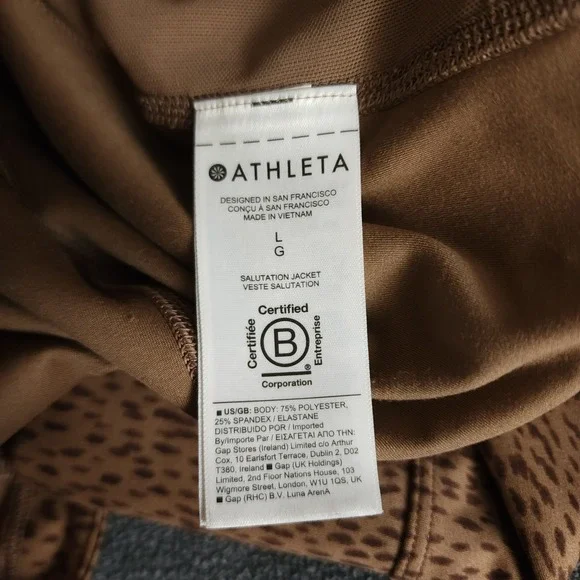 ATHLETA
DESIGNED IN SAN FRANCISCO
CONÇU À SAN FRANCISCO
MADE IN VIETNAM
L
G
SALUTATION JACKET
VESTE SALUTATION
Certified
Certifiée
B
Entreprise
®
Corporation
■ US/GB: BODY: 75% POLYESTER,
25% SPANDEX / ELASTANE
DISTRIBUIDO POR / Imported
By/Importe Par / ΕΙΣΑΓΕΤΑΙ ΑΠΟ ΤΗΝ:
Gap Stores (Ireland) Limited c/o Arthur
Cox, 10 Earlsfort Terrace, Dublin 2, D02
T380, Ireland ■ Gap (UK Holdings)
Limited, 2nd Floor Nations House, 103
Wigmore Street, London, W1U 1QS, UK
■ Gap (RHC) B.V. Luna ArenA